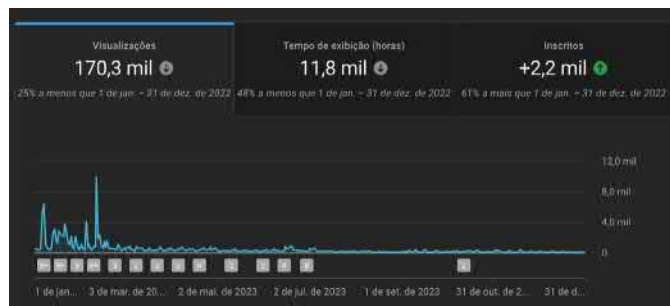 Visualizações
170,3 mil
25% a menos que 1 de jan. – 31 de dez. de 2022
Tempo de exibição (horas)
11,8 mil
48% a menos que 1 de jan. – 31 de dez. de 2022
Inscritos
+2,2 mil
61% a mais que 1 de jan. – 31 de dez. de 2022
12,0 mil
8,0 mil
4,0 mil
0
1 de jan... 3 de mar. de 20... 2 de mai. de 2023 2 de jul. de 2023 1 de set. de 2023 31 de out. de 2... 31 de d...